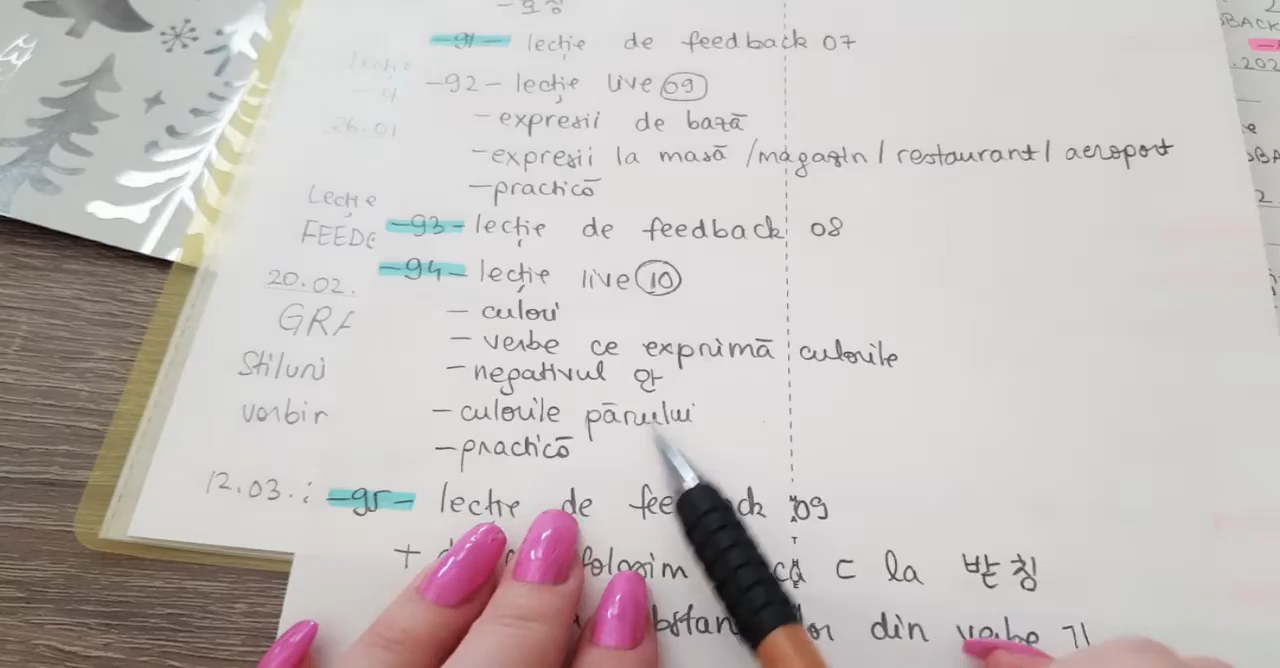 -91- lecție de feedback 07
-92- lecție live 09
-expresii de bază
-expresii la masă /magazin / restaurant / aeroport
-practică
-93- lecție de feedback 08
-94- lecție live 10
- culori
- verbe ce exprimă culorile
- negativul 안
- culorile părului
-practică
-95- lecție de feedback 09
+ folosim că ㄷ la 받침
din verbe 기
26.01
Lecție
FEEDC
20.02.
GRA
Stiluri
vorbir
12.03.: